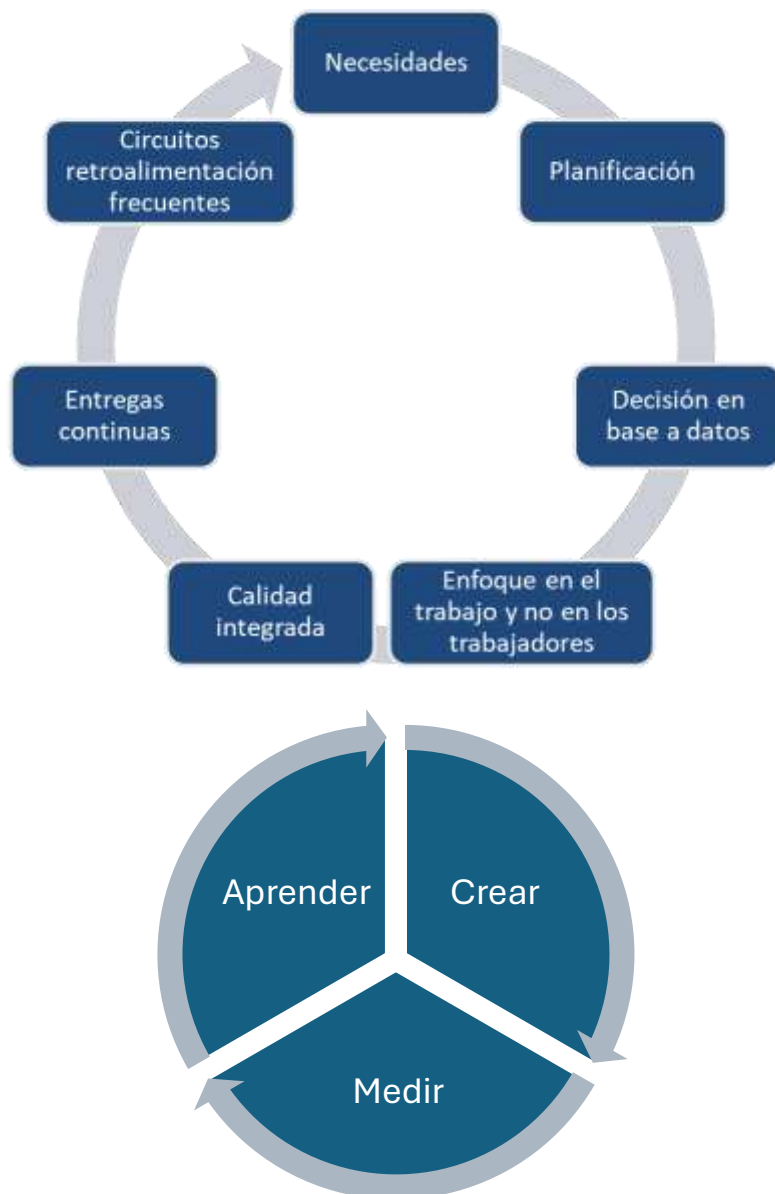 Necesidades
Planificación
Decisión en
base a datos
Enfoque en el
trabajo y no en los
trabajadores
Calidad
integrada
Entregas
continuas
Circuitos
retroalimentación
frecuentes
Aprender
Crear
Medir